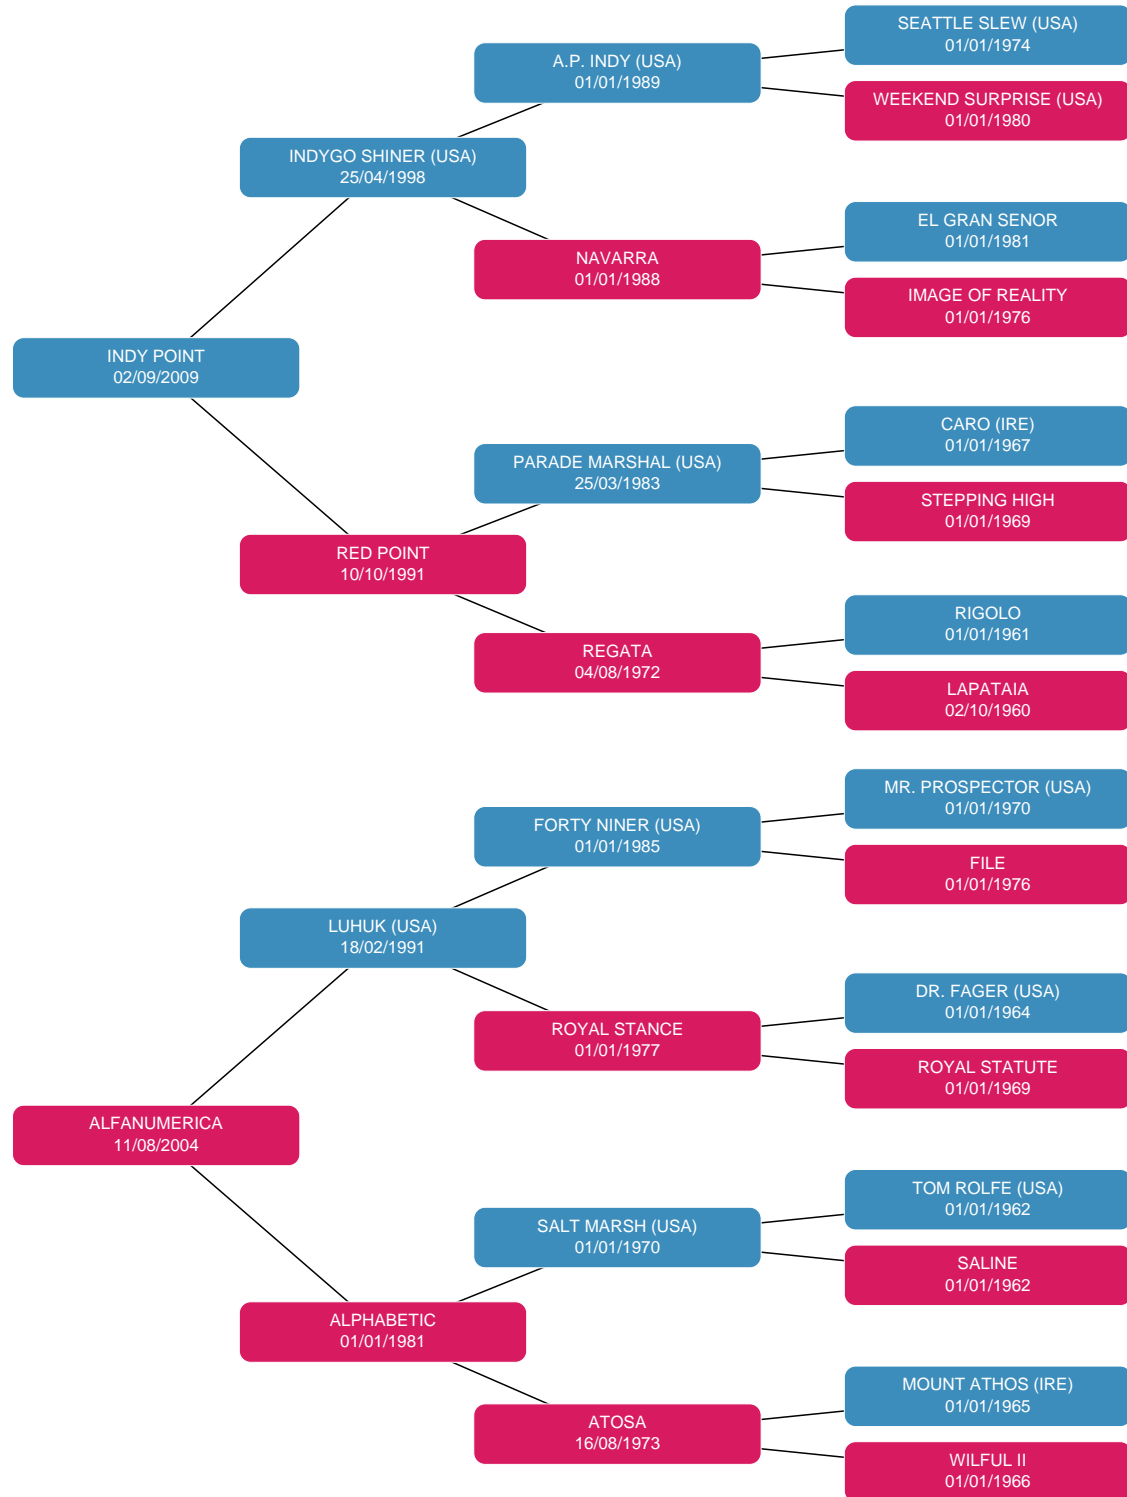 SEATTLE SLEW (USA)
01/01/1974
A.P. INDY (USA)
01/01/1989
WEEKEND SURPRISE (USA)
01/01/1980
INDYGO SHINER (USA)
25/04/1998
EL GRAN SENOR
01/01/1981
NAVARRA
01/01/1988
IMAGE OF REALITY
01/01/1976
INDY POINT
02/09/2009
CARO (IRE)
01/01/1967
PARADE MARSHAL (USA)
25/03/1983
STEPPING HIGH
01/01/1969
RED POINT
10/10/1991
RIGOLO
01/01/1961
REGATA
04/08/1972
LAPATAIA
02/10/1960
MR. PROSPECTOR (USA)
01/01/1970
FORTY NINER (USA)
01/01/1985
FILE
01/01/1976
LUHUK (USA)
18/02/1991
DR. FAGER (USA)
01/01/1964
ROYAL STANCE
01/01/1977
ROYAL STATUTE
01/01/1969
ALFANUMERICA
11/08/2004
TOM ROLFE (USA)
01/01/1962
SALT MARSH (USA)
01/01/1970
SALINE
01/01/1962
ALPHABETIC
01/01/1981
MOUNT ATHOS (IRE)
01/01/1965
ATOSA
16/08/1973
WILFUL II
01/01/1966